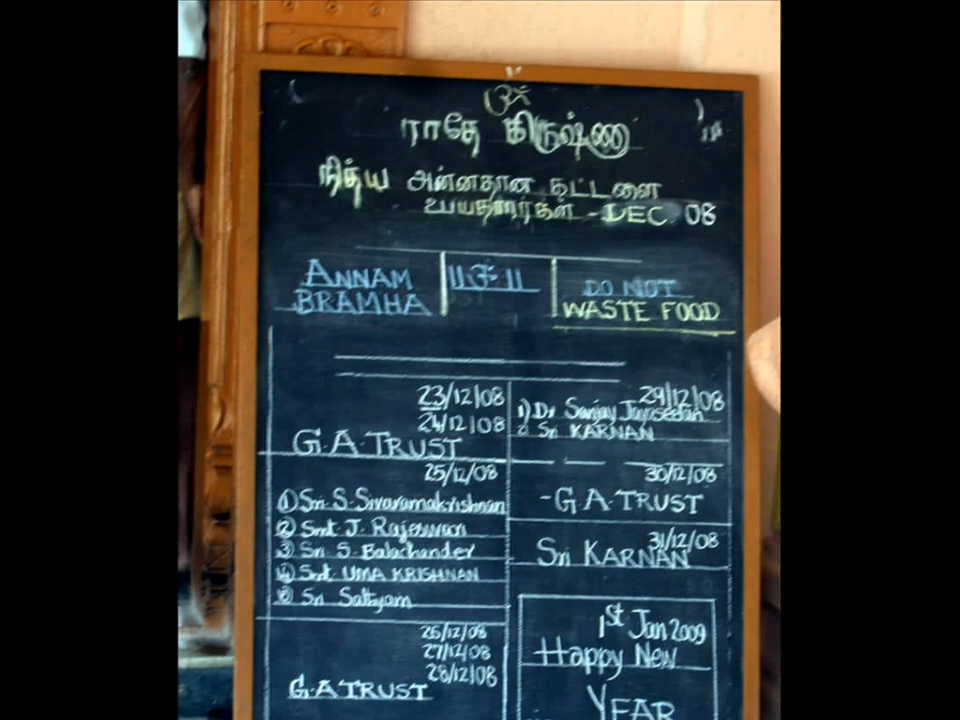 ஓம்
ராதே கிருஷ்ணா
நித்ய அன்னதான கட்டளை
உபயதாரர்கள் - DEC 08
ANNAM BRAMHA
॥ॐ॥
DO NOT
WASTE FOOD
23/12/08
24/12/08
G.A. TRUST
25/12/08
① Sri. S. Sivaramakrishnan
② Smt J. Rajeswari
③ Sri S. Balachander
④ Smt. UMA KRISHNAN
⑤ Sri Sathyam
26/12/08
27/12/08
28/12/08
G.A TRUST
29/12/08
1) Dr Sanjay Jayaseelan
2 Sri KARNAN
30/12/08
- G.A. TRUST
31/12/08
Sri KARNAN
1st Jan 2009
Happy New
YEAR